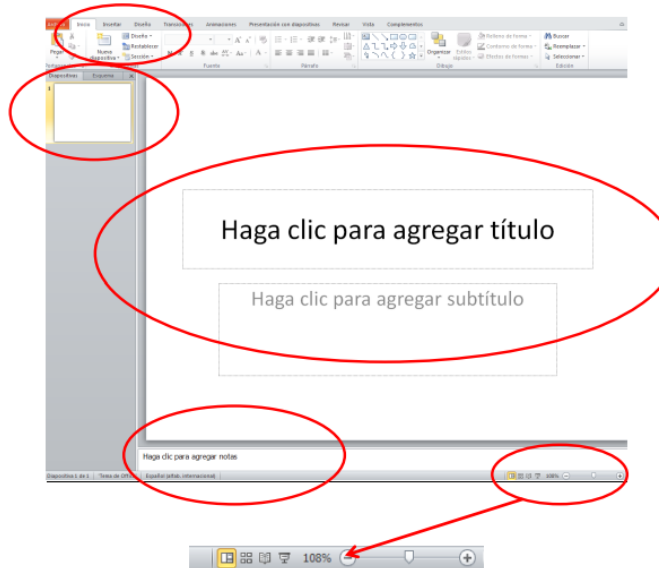 Inicio Insertar Diseño Transiciones Animaciones Presentación con diapositivas Revisar Vista Complementos
Pegar
Nueva diapositiva
Diseño
Restablecer
Sección
Fuente
Párrafo
Organizar
Estilos rápidos
Relleno de forma
Contorno de forma
Efectos de formas
Dibujo
Buscar
Reemplazar
Seleccionar
Edición
Diapositivas Esquema
1
Haga clic para agregar título
Haga clic para agregar subtítulo
Haga clic para agregar notas
Diapositiva 1 de 1 Español (alfab. internacional) 108%
108%